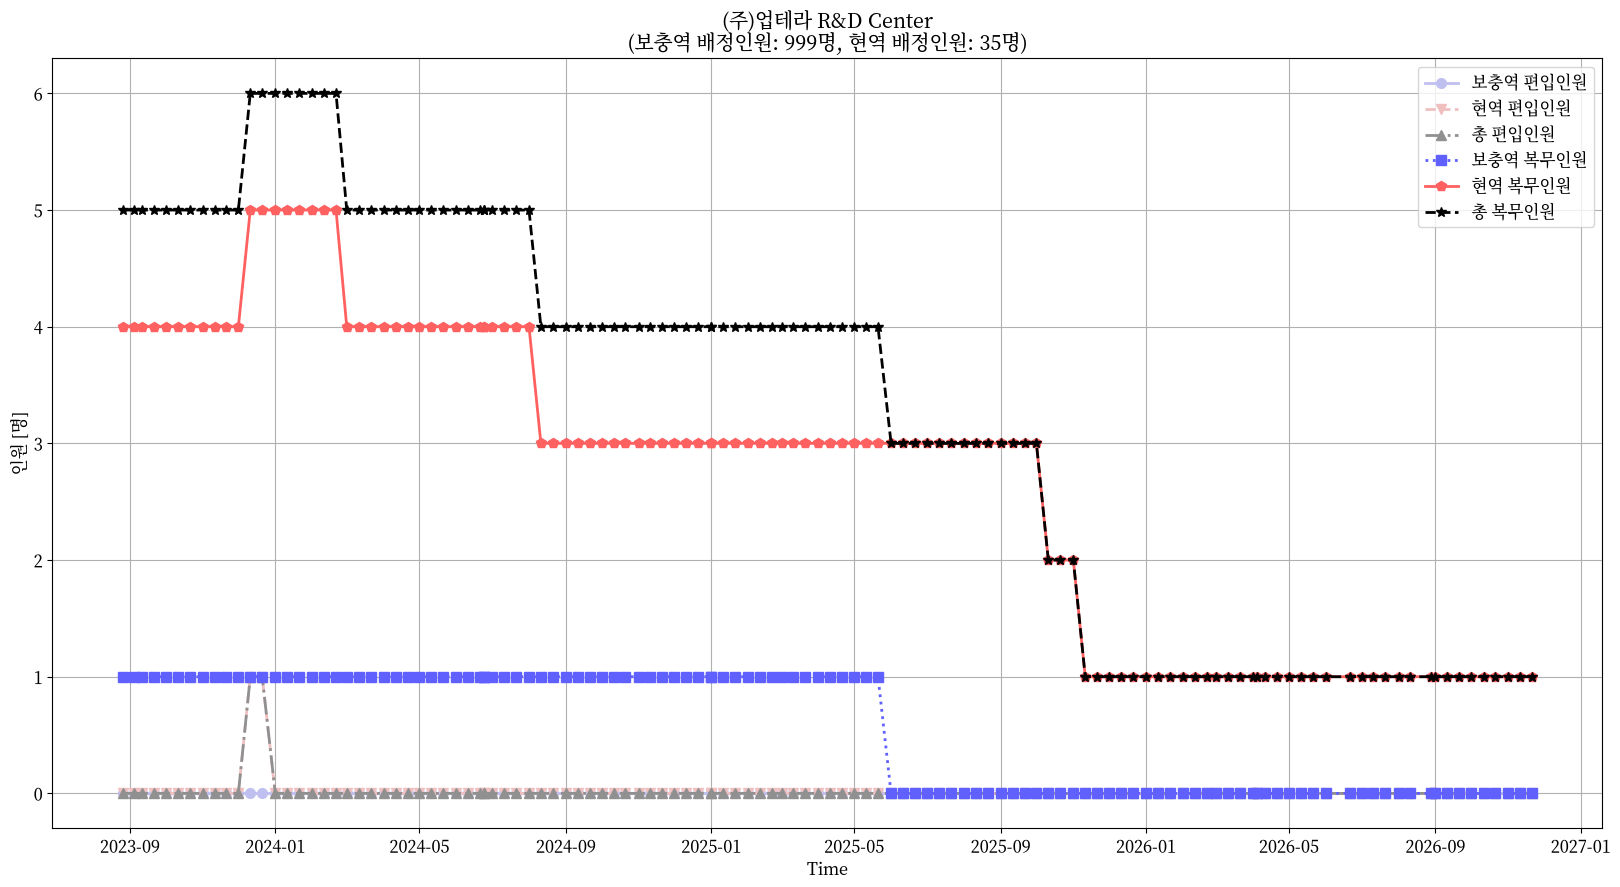 (주)업테라 R&D Center
(보충역 배정인원: 999명, 현역 배정인원: 35명)
보충역 편입인원
현역 편입인원
총 편입인원
보충역 복무인원
현역 복무인원
총 복무인원
인원 [명]
6
5
4
3
2
1
0
2023-09 2024-01 2024-05 2024-09 2025-01 2025-05 2025-09 2026-01 2026-05 2026-09 2027-01
Time